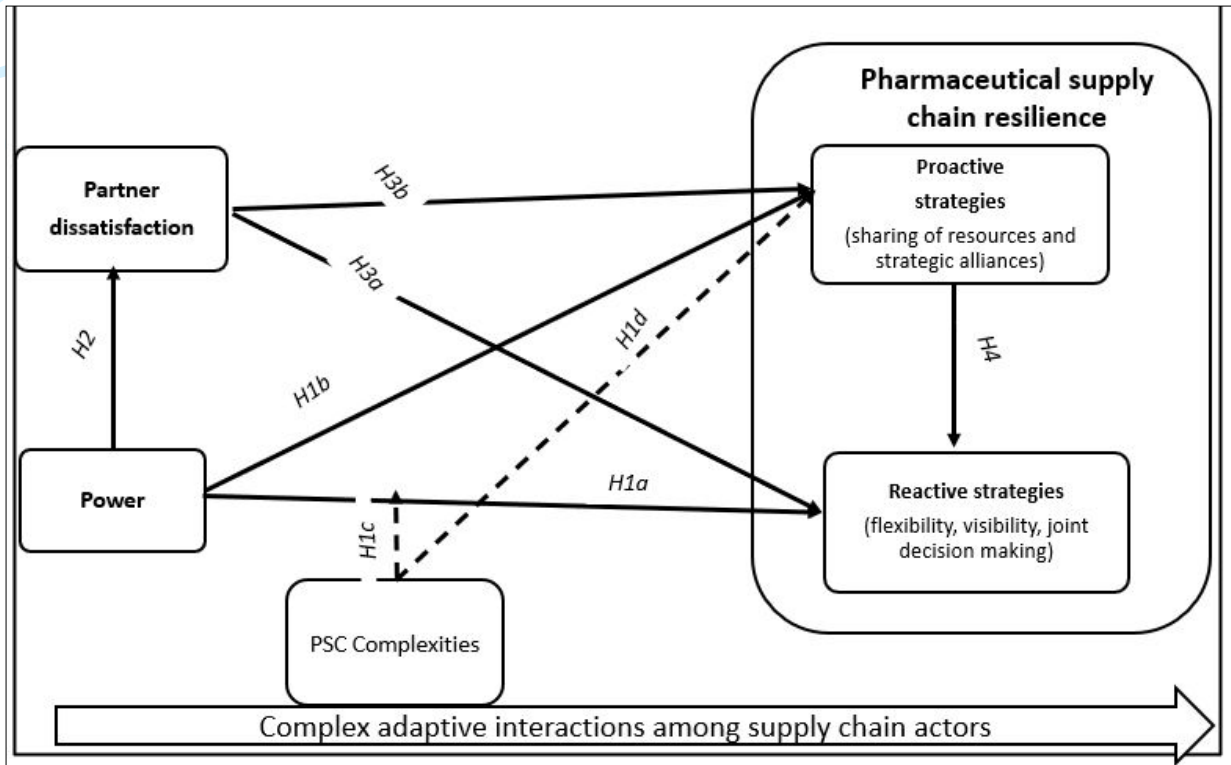 Pharmaceutical supply
chain resilience
Partner
dissatisfaction
H3b
Proactive
strategies
(sharing of resources and
strategic alliances)
H3a
H2
H1d
H4
H1b
Power
H1a
Reactive strategies
(flexibility, visibility, joint
decision making)
H1c
PSC Complexities
Complex adaptive interactions among supply chain actors